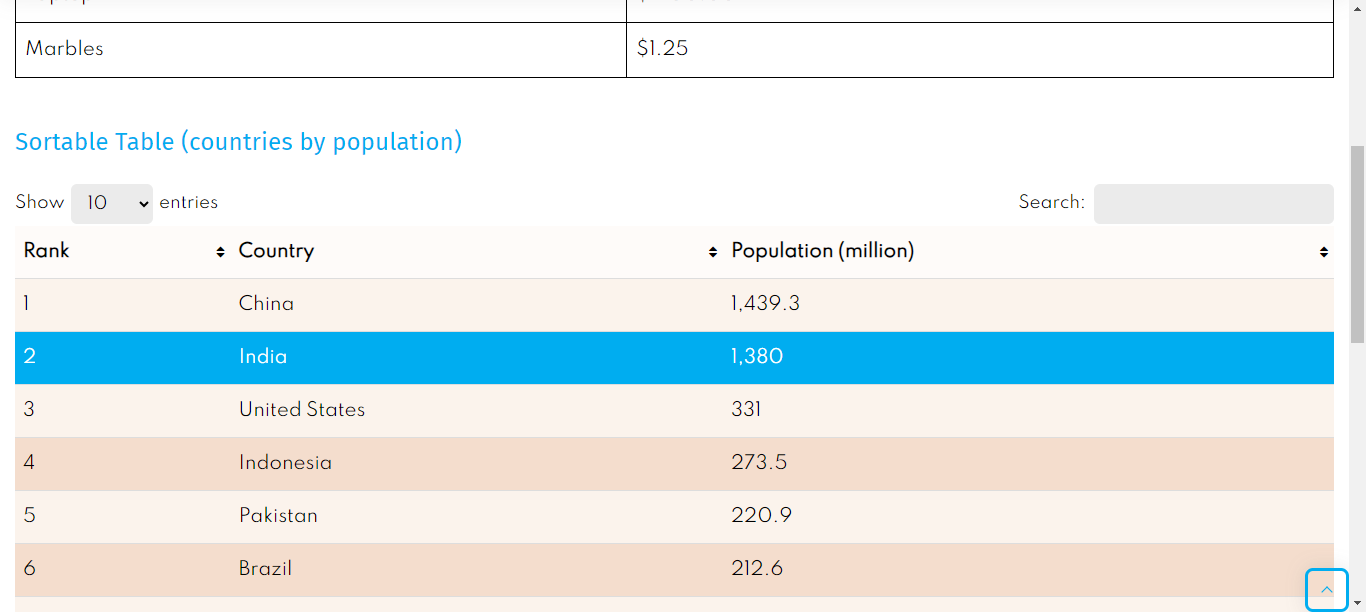 Marbles $1.25
Sortable Table (countries by population)
Show 10 entries Search:
Rank Country Population (million)
1 China 1,439.3
2 India 1,380
3 United States 331
4 Indonesia 273.5
5 Pakistan 220.9
6 Brazil 212.6